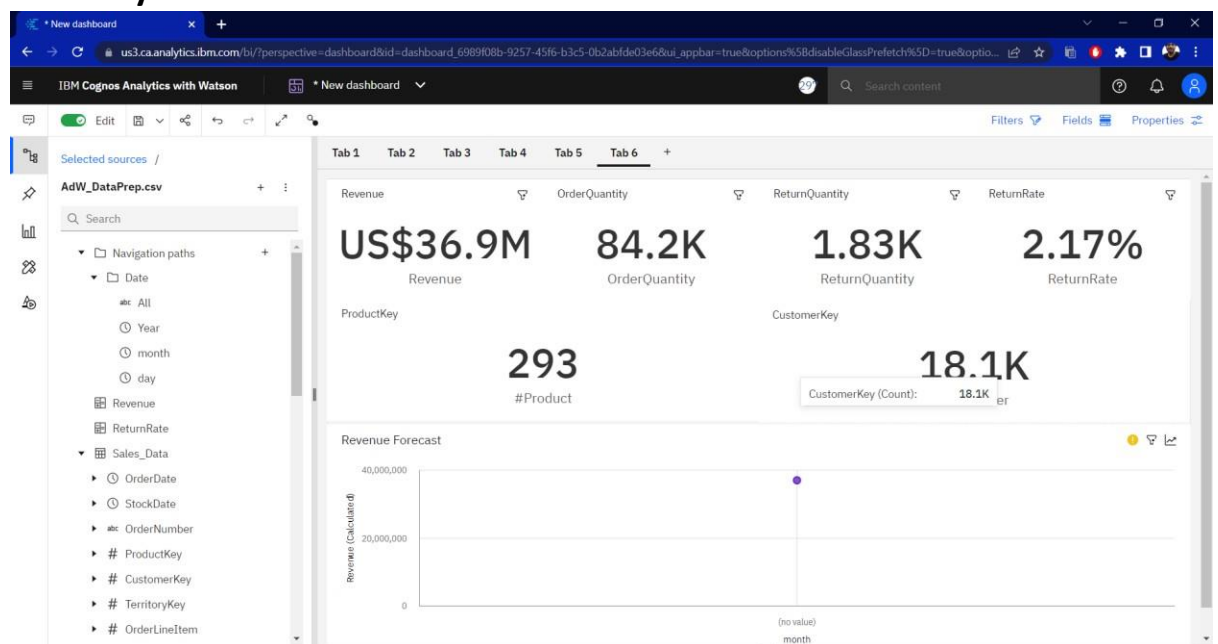 * New dashboard
us3.ca.analytics.ibm.com/bi/?perspective=dashboard&id=dashboard_6989f08b-9257-45f6-b3c5-0b2abfde03e6&ui_appbar=true&options%5BdisableGlassPrefetch%5D=true&optio...
IBM Cognos Analytics with Watson
* New dashboard
Search content
Edit
Filters
Fields
Properties
Selected sources /
Tab 1 Tab 2 Tab 3 Tab 4 Tab 5 Tab 6 +
AdW_DataPrep.csv
Search
Navigation paths
Date
abc All
Year
month
day
Revenue
ReturnRate
Sales_Data
OrderDate
StockDate
abc OrderNumber
# ProductKey
# CustomerKey
# TerritoryKey
# OrderLineItem
Revenue OrderQuantity ReturnQuantity ReturnRate
US$36.9M 84.2K 1.83K 2.17%
Revenue OrderQuantity ReturnQuantity ReturnRate
ProductKey CustomerKey
293 18.1K
#Product
CustomerKey (Count): 18.1K
Revenue Forecast
40,000,000
20,000,000
0
Revenue (Calculated)
(no value)
month